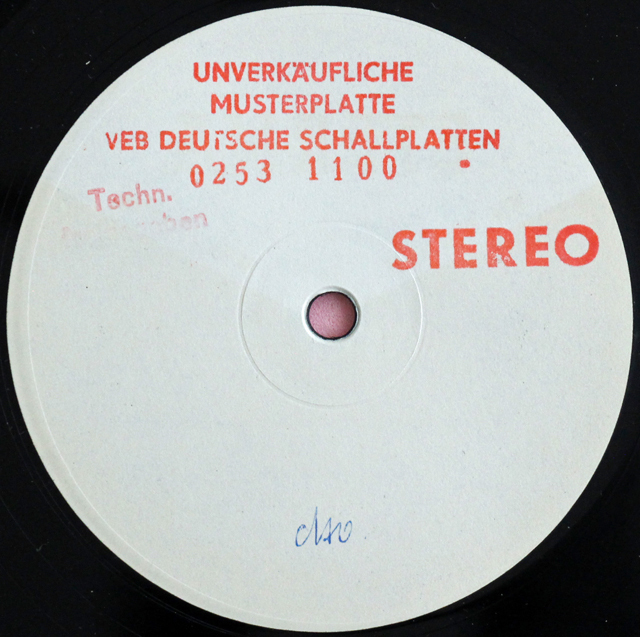 UNVERKÄUFLICHE
MUSTERPLATTE
VEB DEUTSCHE SCHALLPLATTEN
0253 1100
Techn.
STEREO